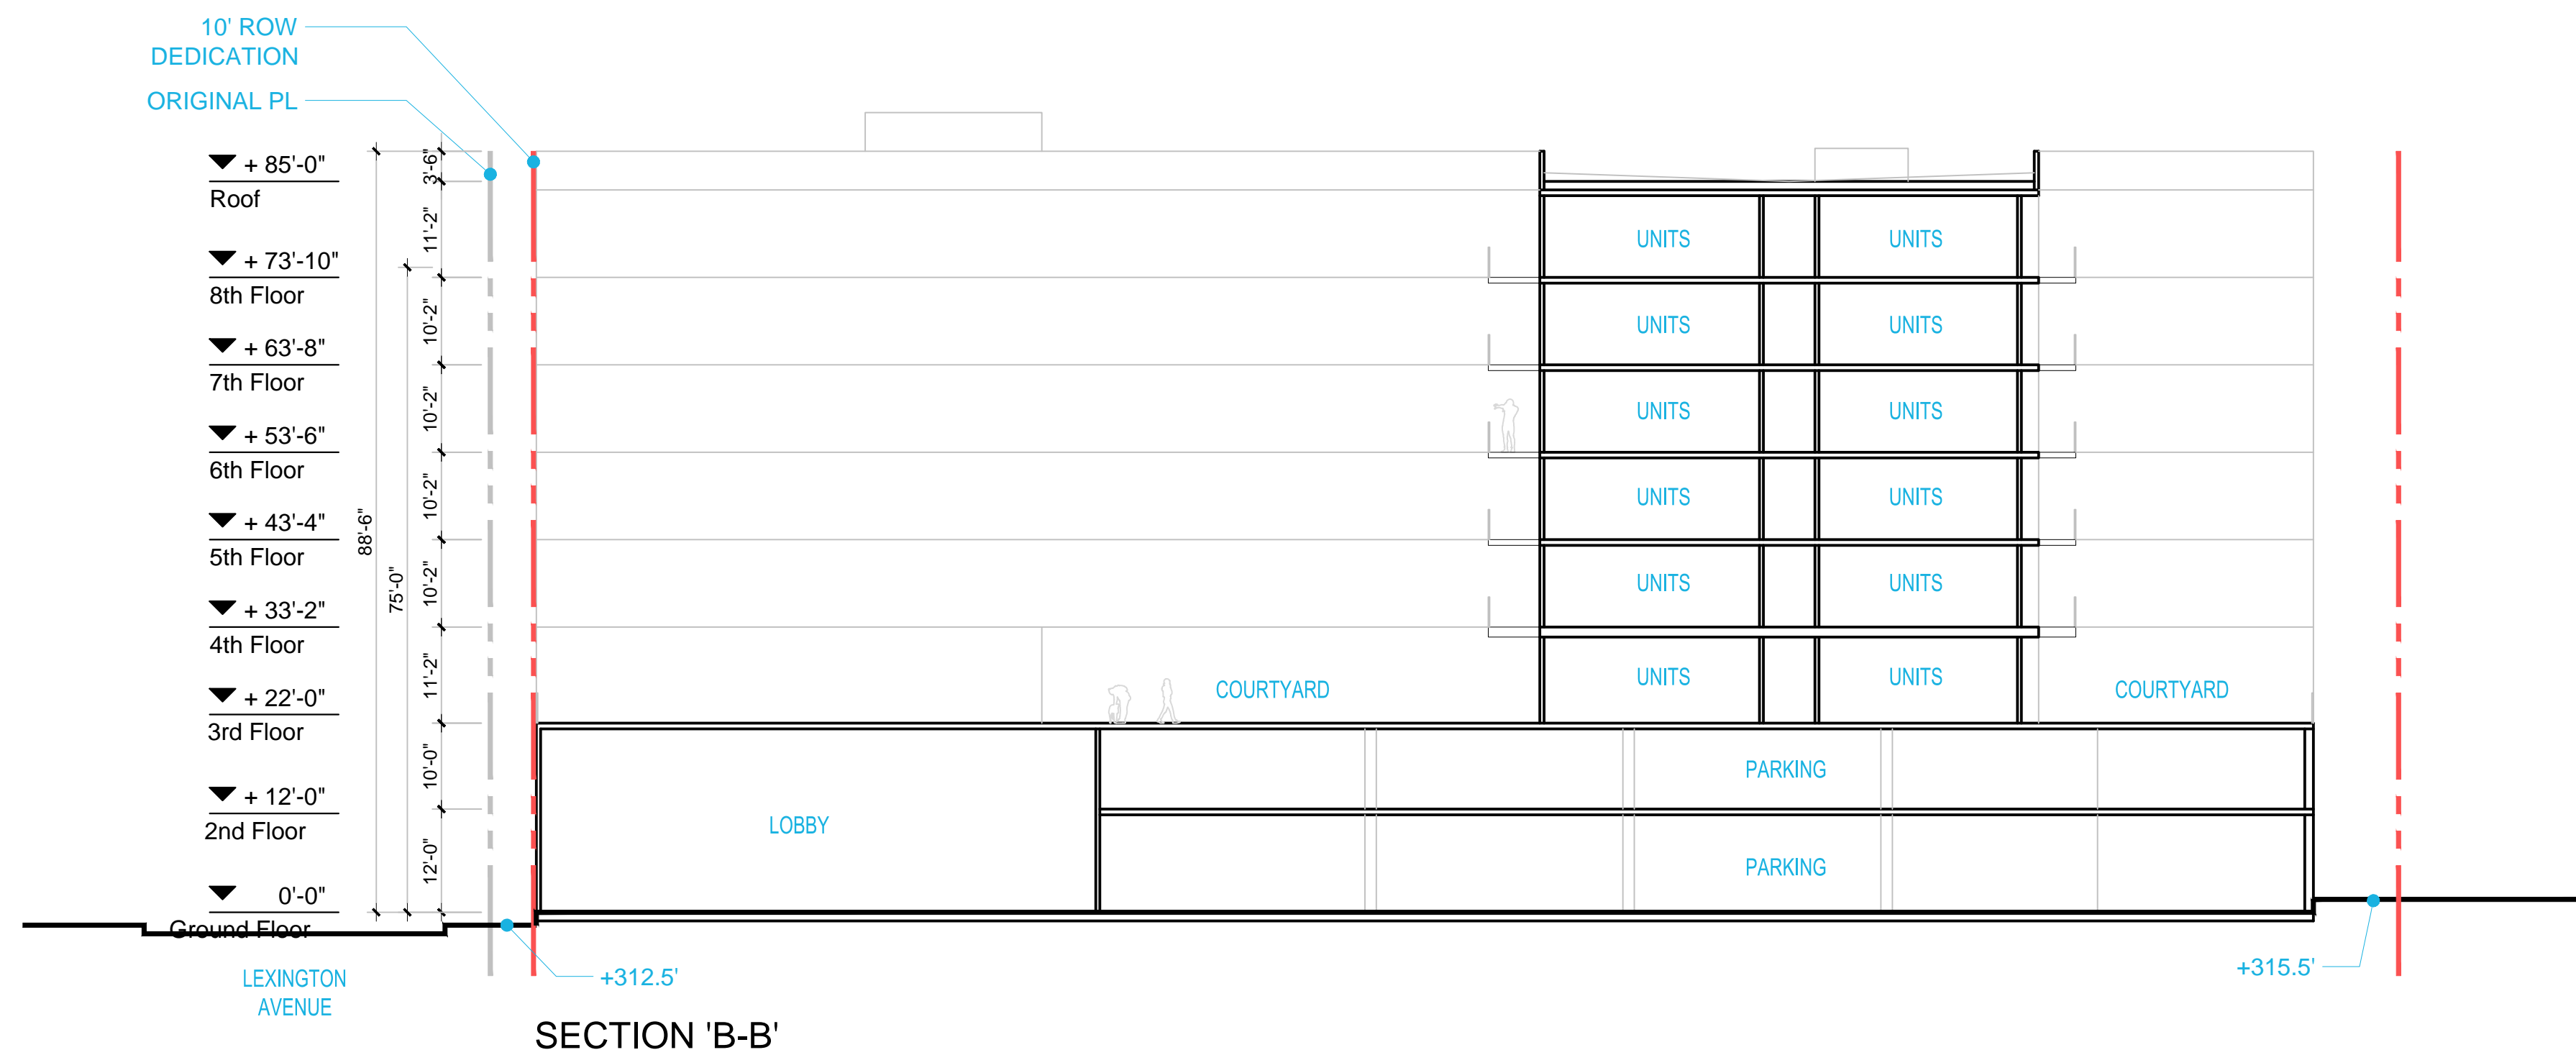 10' ROW
DEDICATION
ORIGINAL PL
+ 85'-0"
Roof
+ 73'-10"
8th Floor
+ 63'-8"
7th Floor
+ 53'-6"
6th Floor
+ 43'-4"
5th Floor
+ 33'-2"
4th Floor
+ 22'-0"
3rd Floor
+ 12'-0"
2nd Floor
0'-0"
Ground Floor
88'-6"
75'-0"
3'-6"
11'-2"
10'-2"
10'-2"
10'-2"
10'-2"
11'-2"
10'-0"
12'-0"
UNITS UNITS
UNITS UNITS
UNITS UNITS
UNITS UNITS
UNITS UNITS
UNITS UNITS
COURTYARD
COURTYARD
PARKING
LOBBY
PARKING
LEXINGTON
AVENUE
+312.5'
+315.5'
SECTION 'B-B'